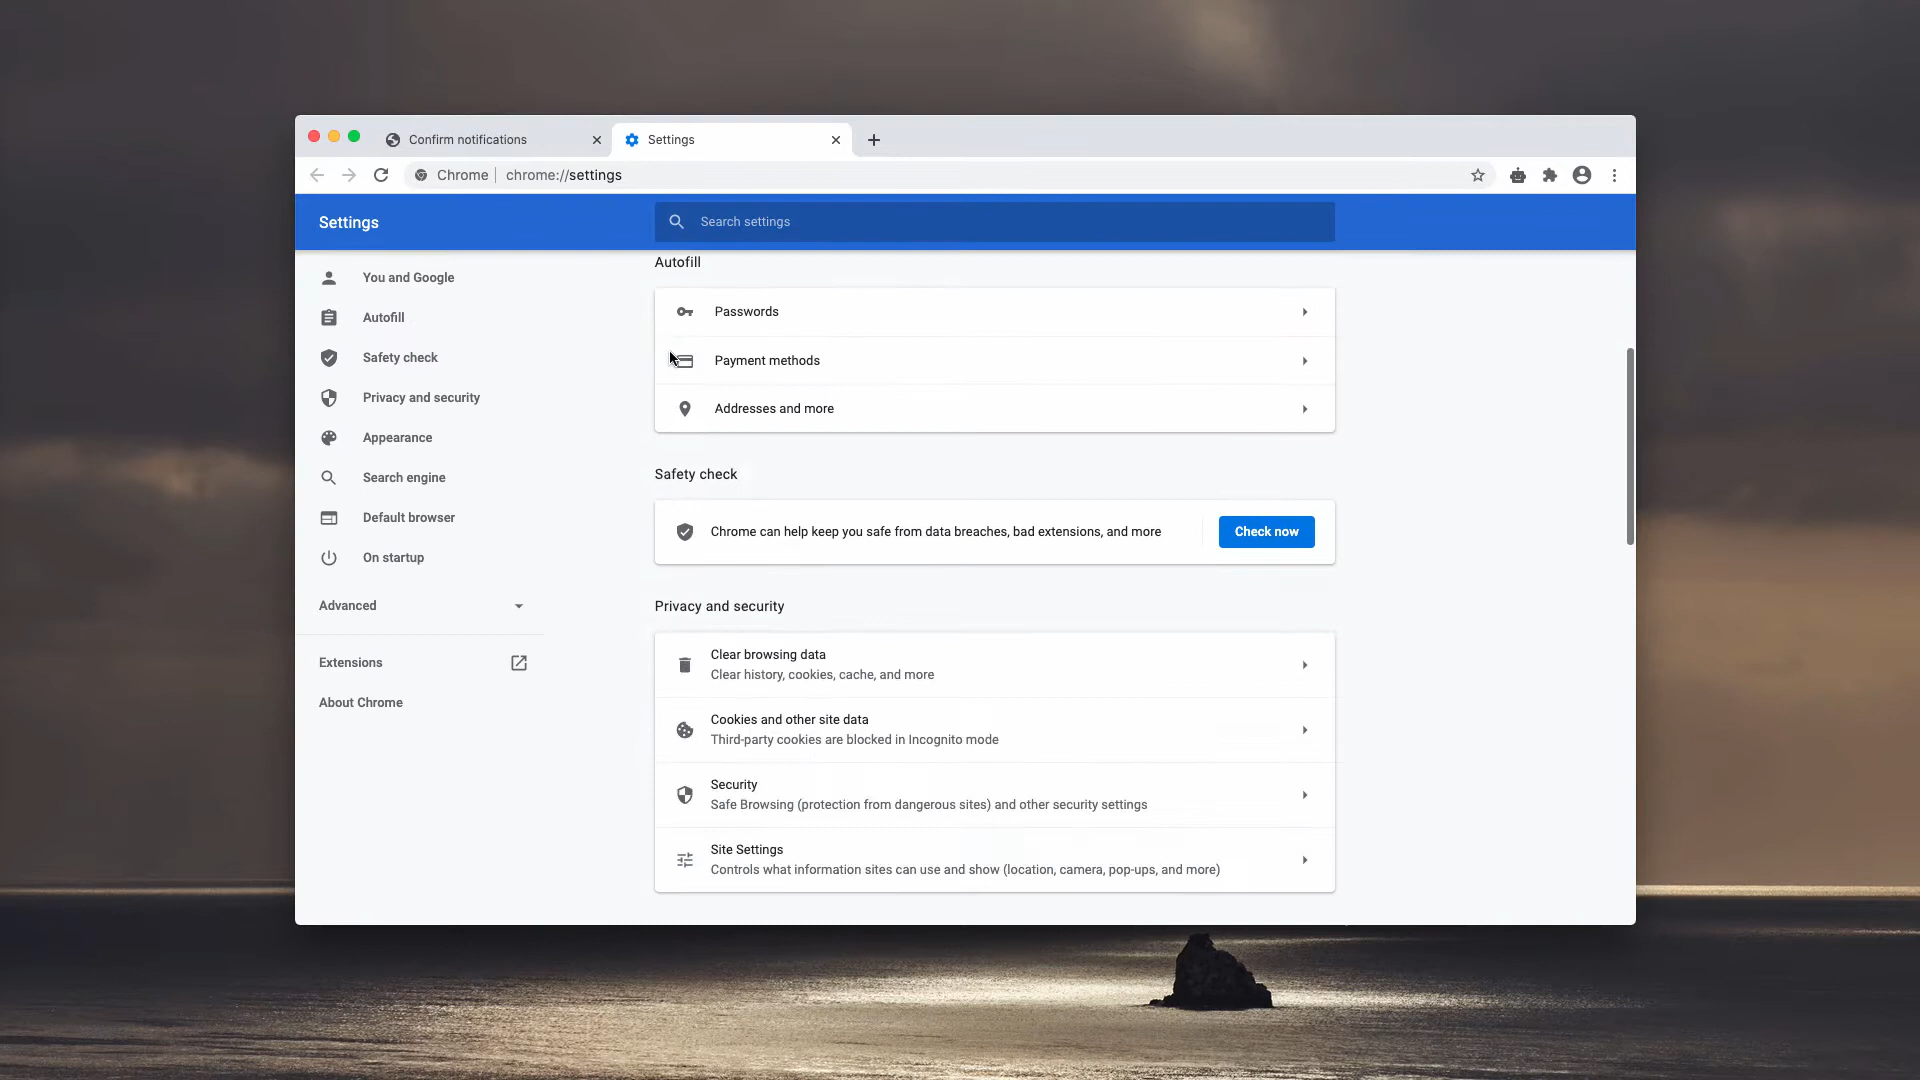 Confirm notifications
Settings
Chrome
chrome://settings
Settings
Search settings
You and Google
Autofill
Safety check
Privacy and security
Appearance
Search engine
Default browser
On startup
Advanced
Extensions
About Chrome
Autofill
Passwords
Payment methods
Addresses and more
Safety check
Chrome can help keep you safe from data breaches, bad extensions, and more
Check now
Privacy and security
Clear browsing data
Clear history, cookies, cache, and more
Cookies and other site data
Third-party cookies are blocked in Incognito mode
Security
Safe Browsing (protection from dangerous sites) and other security settings
Site Settings
Controls what information sites can use and show (location, camera, pop-ups, and more)